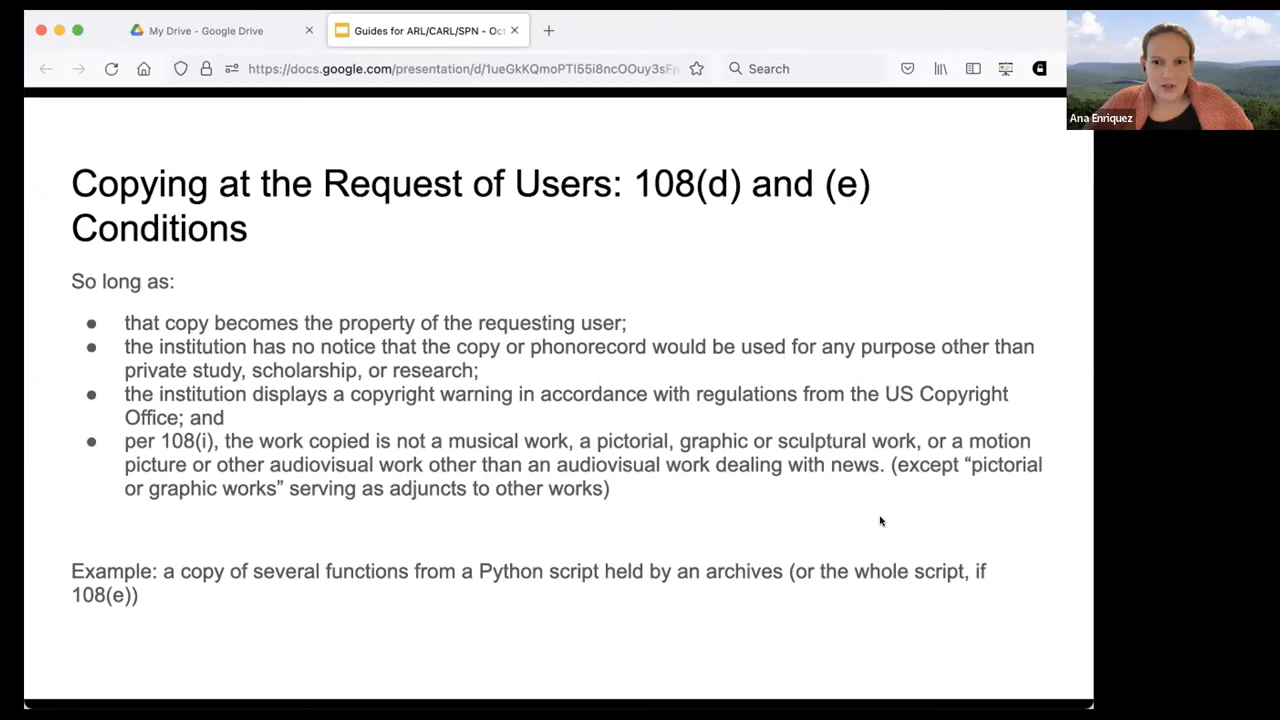 My Drive - Google Drive
Guides for ARL/CARL/SPN - Oct
https://docs.google.com/presentation/d/1ueGkKQmoPTI55i8ncOOuy3sFp
Search
Ana Enriquez
Copying at the Request of Users: 108(d) and (e)
Conditions
So long as:
● that copy becomes the property of the requesting user;
● the institution has no notice that the copy or phonorecord would be used for any purpose other than
private study, scholarship, or research;
● the institution displays a copyright warning in accordance with regulations from the US Copyright
Office; and
● per 108(i), the work copied is not a musical work, a pictorial, graphic or sculptural work, or a motion
picture or other audiovisual work other than an audiovisual work dealing with news. (except “pictorial
or graphic works” serving as adjuncts to other works)
Example: a copy of several functions from a Python script held by an archives (or the whole script, if
108(e))